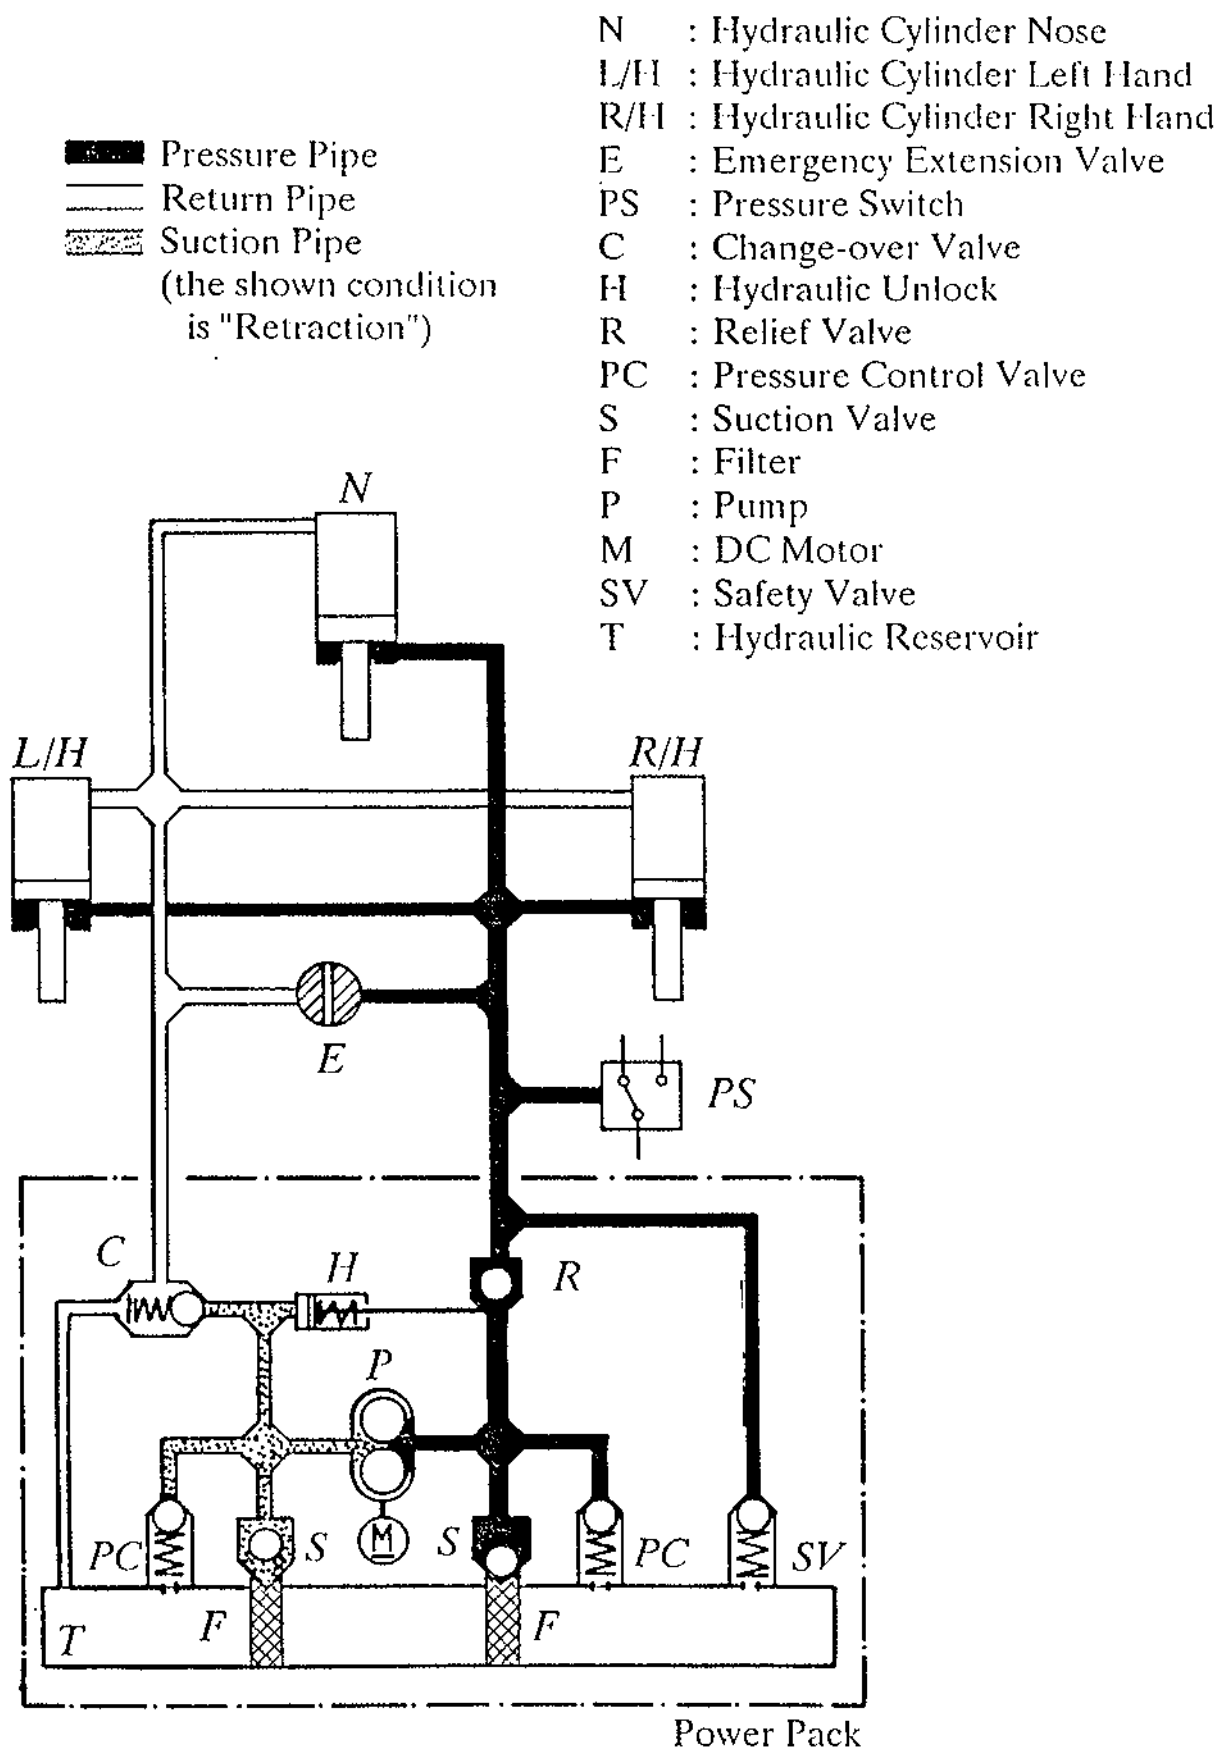 N : Hydraulic Cylinder Nose
L/H : Hydraulic Cylinder Left Hand
R/H : Hydraulic Cylinder Right Hand
E : Emergency Extension Valve
PS : Pressure Switch
C : Change-over Valve
H : Hydraulic Unlock
R : Relief Valve
PC : Pressure Control Valve
S : Suction Valve
F : Filter
P : Pump
M : DC Motor
SV : Safety Valve
T : Hydraulic Reservoir
Pressure Pipe
Return Pipe
Suction Pipe
(the shown condition
is "Retraction")
N
L/H
R/H
E
PS
C
H
R
P
PC
S
M
S
PC
SV
T
F
F
Power Pack